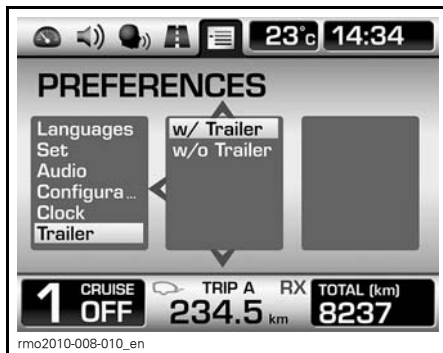 23°c 14:34
PREFERENCES
Languages
Set
Audio
Configura...
Clock
Trailer
w/ Trailer
w/o Trailer
1 CRUISE OFF
TRIP A RX
234.5 km
TOTAL (km)
8237
rmo2010-008-010_en